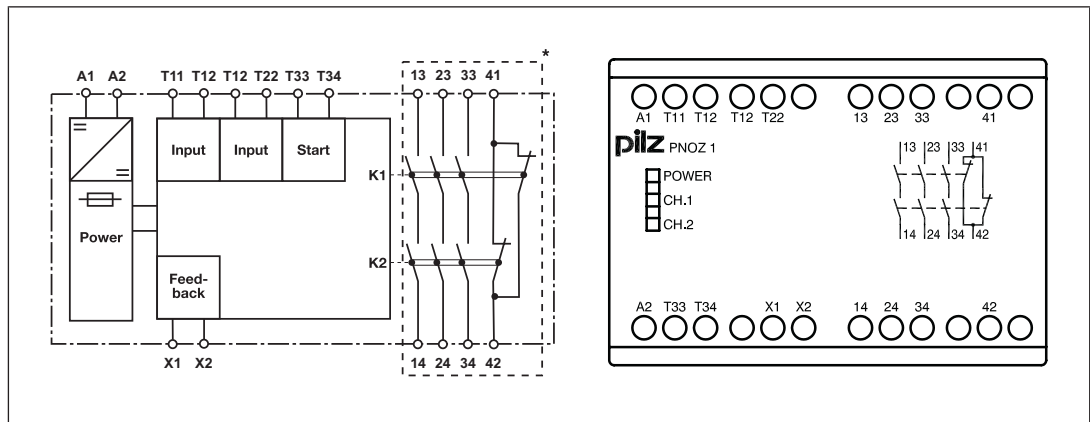 *
A1 A2 T11 T12 T12 T22 T33 T34 13 23 33 41
Input Input Start
K1
Power
K2
Feed-
back
X1 X2
14 24 34 42
A1 T11 T12 T12 T22 13 23 33 41
pilz PNOZ 1
13 23 33 41
POWER
CH.1
CH.2
14 24 34 42
A2 T33 T34 X1 X2 14 24 34 42